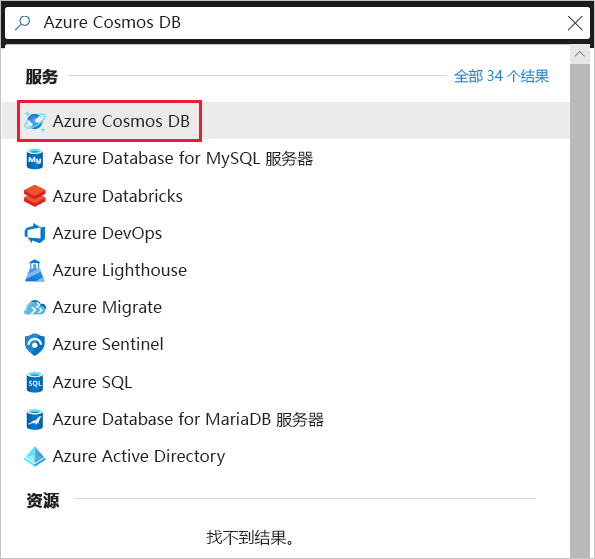 Azure Cosmos DB
服务
全部 34 个结果
Azure Cosmos DB
My Azure Database for MySQL 服务器
Azure Databricks
Azure DevOps
Azure Lighthouse
Azure Migrate
Azure Sentinel
SQL Azure SQL
Azure Database for MariaDB 服务器
Azure Active Directory
资源
找不到结果。